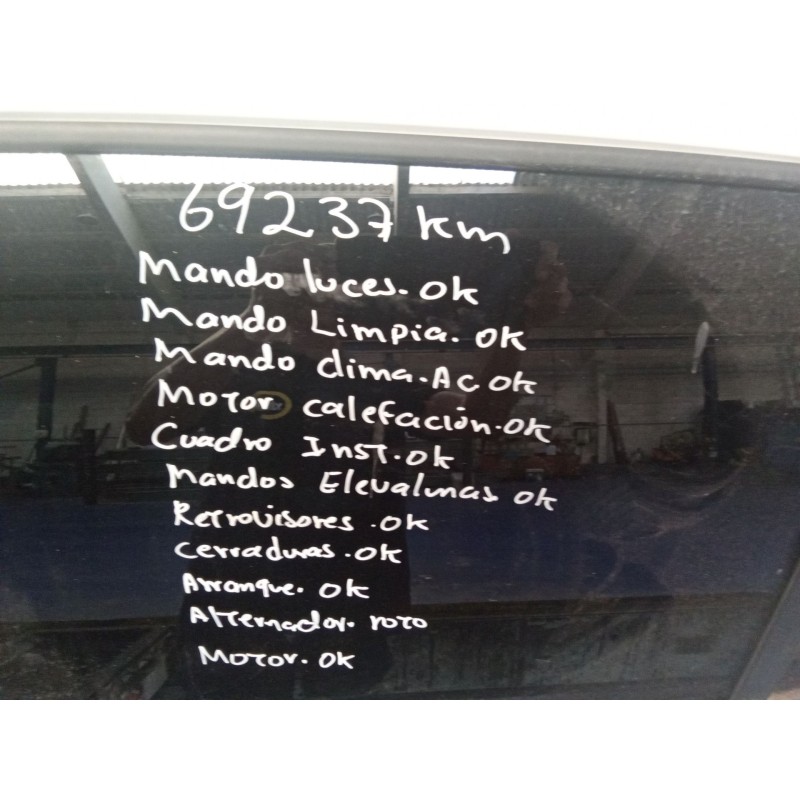 69237 km
Mando luces. OK
Mando Limpia. OK
Mando clima. AC OK
Motor calefación. OK
Cuadro Inst. OK
Mandos Elevalunas OK
Retrovisores. OK
Cerraduras. OK
Arranque. OK
Alternador. roto
Motor. OK